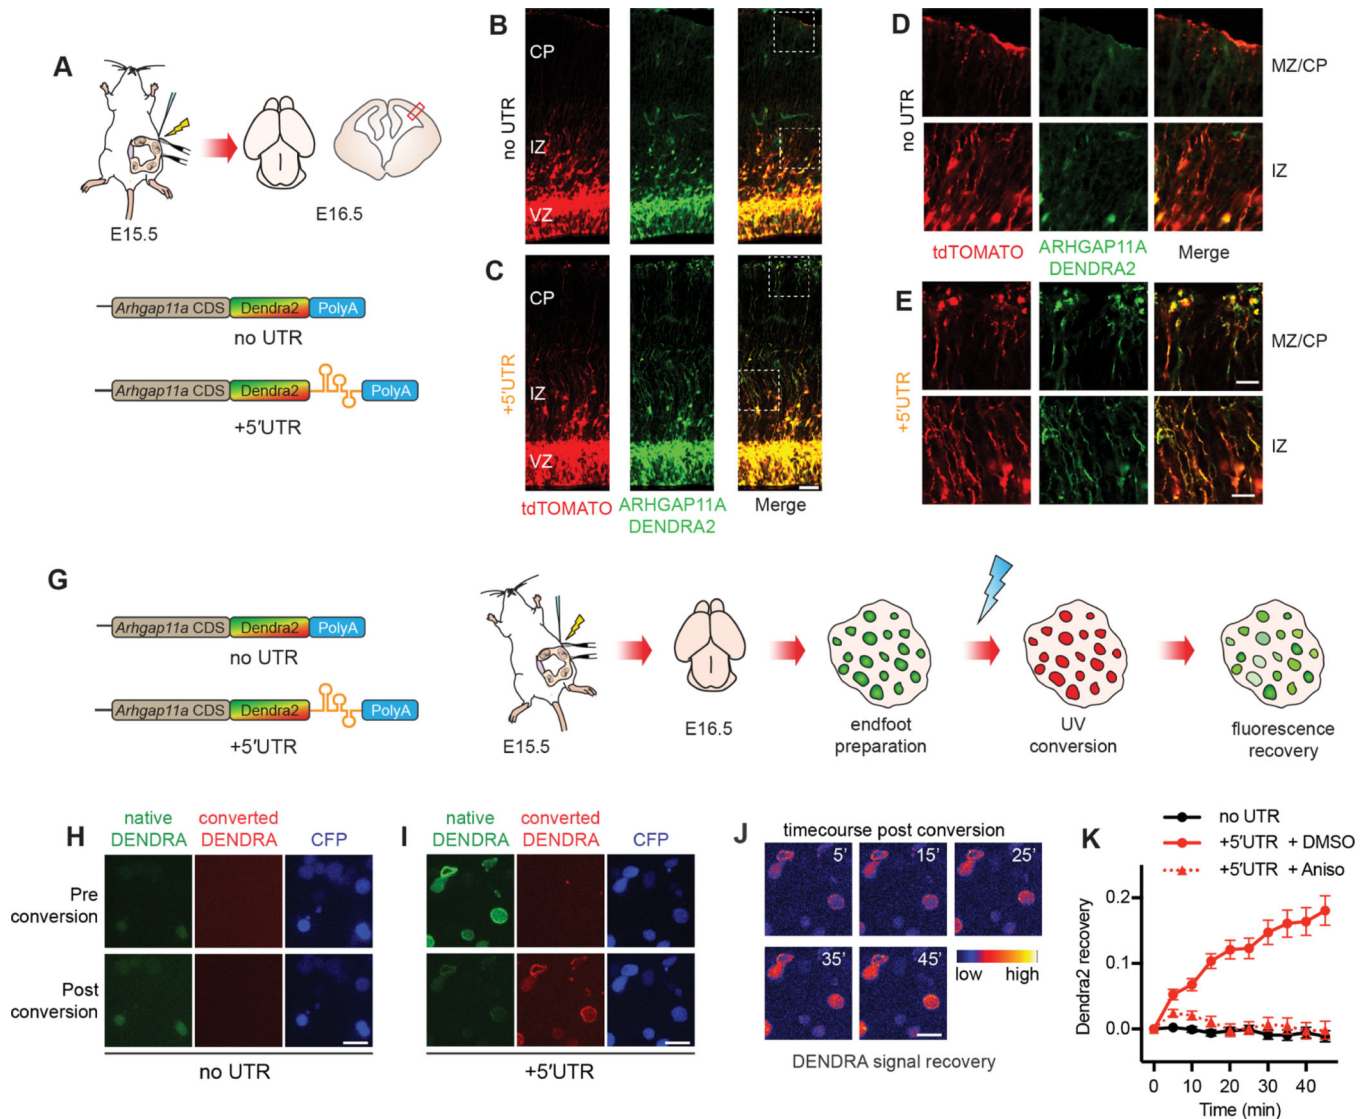 A
E15.5
E16.5
Arhgap11a CDS Dendra2 PolyA
no UTR
Arhgap11a CDS Dendra2 PolyA
+5′UTR
B
no UTR
CP
IZ
VZ
C
+5′UTR
CP
IZ
VZ
tdTOMATO ARHGAP11A DENDRA2 Merge
D
no UTR
MZ/CP
IZ
tdTOMATO ARHGAP11A DENDRA2 Merge
E
+5′UTR
MZ/CP
IZ
G
Arhgap11a CDS Dendra2 PolyA
no UTR
Arhgap11a CDS Dendra2 PolyA
+5′UTR
E15.5
E16.5
endfoot
preparation
UV
conversion
fluorescence
recovery
H
native DENDRA converted DENDRA CFP
Pre
conversion
Post
conversion
no UTR
I
native DENDRA converted DENDRA CFP
+5′UTR
J
timecourse post conversion
5′ 15′ 25′
35′ 45′
low high
DENDRA signal recovery
K
no UTR
+5′UTR + DMSO
+5′UTR + Aniso
Dendra2 recovery
0.2
0.1
0.0
0 10 20 30 40
Time (min)